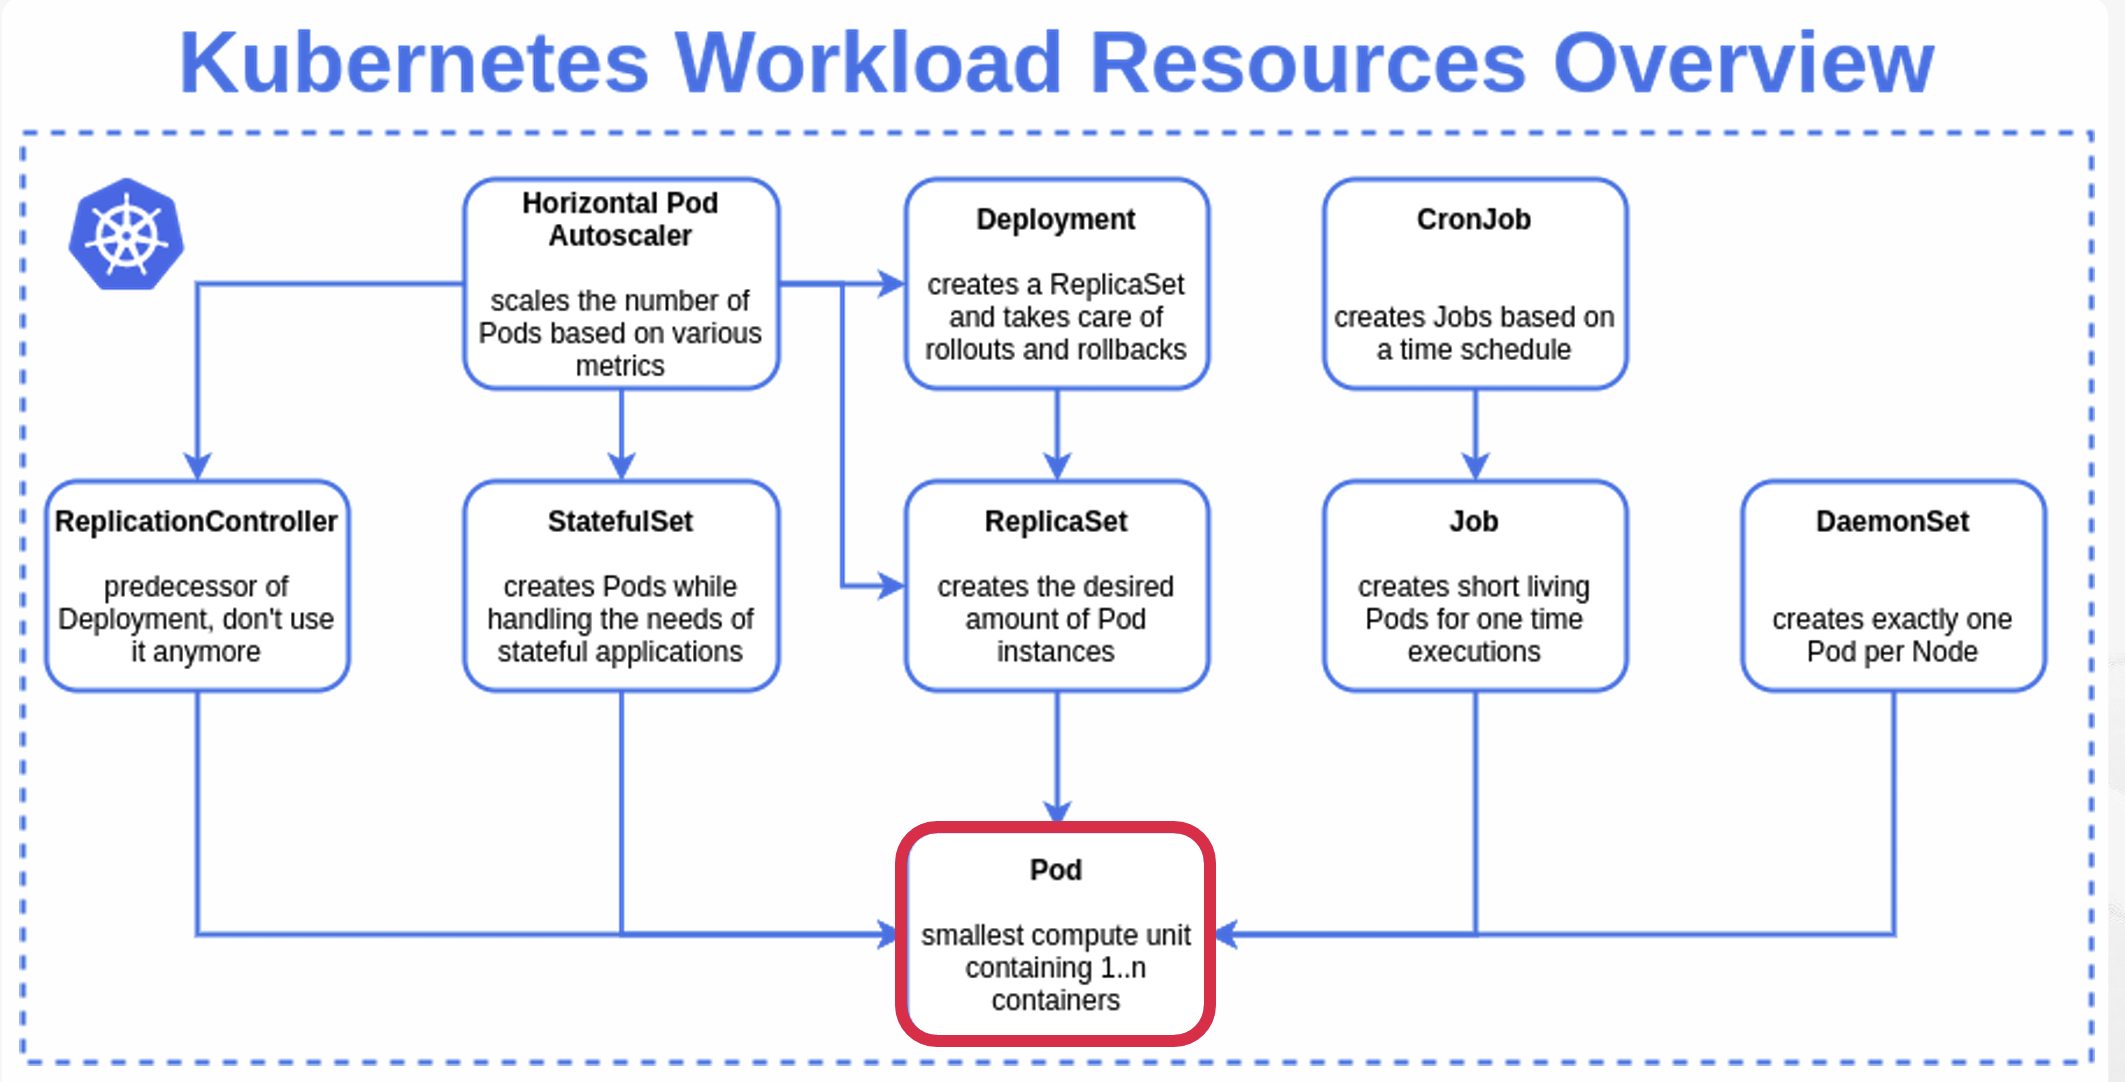 Kubernetes Workload Resources Overview
Horizontal Pod
Autoscaler
scales the number of
Pods based on various
metrics
Deployment
creates a ReplicaSet
and takes care of
rollouts and rollbacks
CronJob
creates Jobs based on
a time schedule
ReplicationController
predecessor of
Deployment, don't use
it anymore
StatefulSet
creates Pods while
handling the needs of
stateful applications
ReplicaSet
creates the desired
amount of Pod
instances
Job
creates short living
Pods for one time
executions
DaemonSet
creates exactly one
Pod per Node
Pod
smallest compute unit
containing 1..n
containers